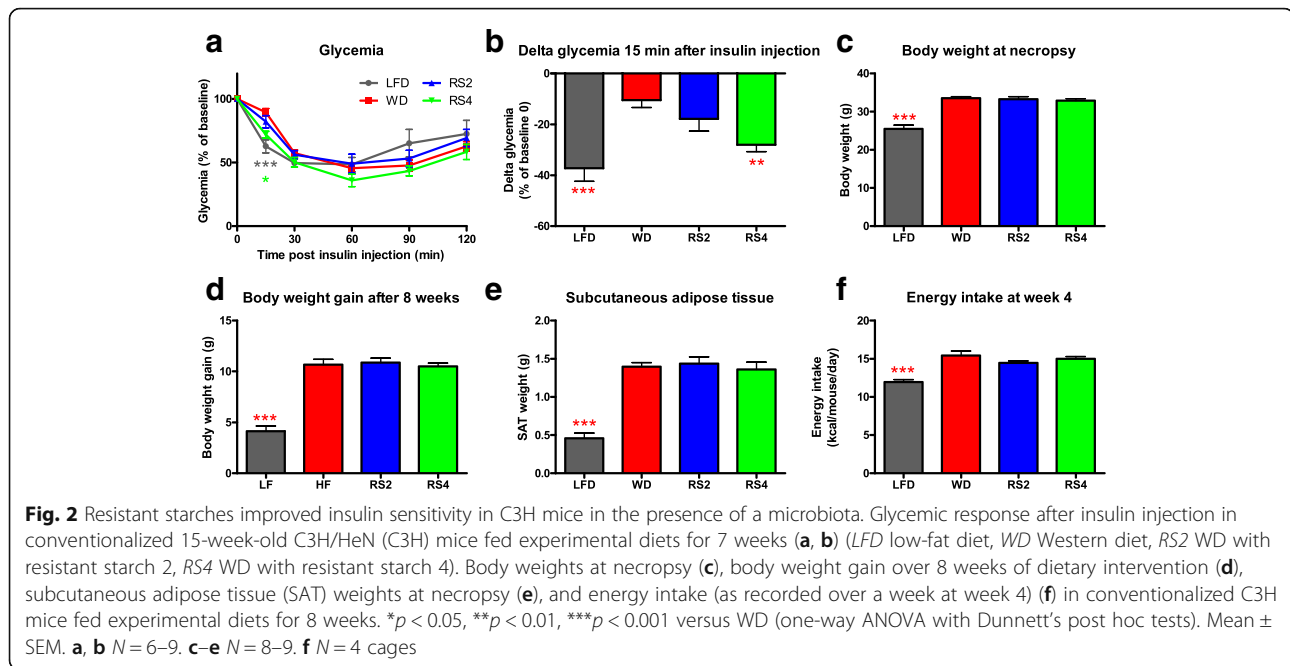 a
Glycemia
LFD
WD
RS2
RS4
Glycemia (% of baseline)
100
50
0
***
*
0 30 60 90 120
Time post insulin injection (min)
b
Delta glycemia 15 min after insulin injection
Delta glycemia
(% of baseline 0)
0
-20
-40
-60
***
**
LFD WD RS2 RS4
c
Body weight at necropsy
Body weight (g)
40
30
20
10
0
***
LFD WD RS2 RS4
d
Body weight gain after 8 weeks
Body weight gain (g)
15
10
5
0
***
LF HF RS2 RS4
e
Subcutaneous adipose tissue
SAT weight (g)
2.0
1.5
1.0
0.5
0.0
***
LFD WD RS2 RS4
f
Energy intake at week 4
Energy intake
(kcal/mouse/day)
20
15
10
5
0
***
LFD WD RS2 RS4
Fig. 2 Resistant starches improved insulin sensitivity in C3H mice in the presence of a microbiota. Glycemic response after insulin injection in
conventionalized 15-week-old C3H/HeN (C3H) mice fed experimental diets for 7 weeks (a, b) (LFD low-fat diet, WD Western diet, RS2 WD with
resistant starch 2, RS4 WD with resistant starch 4). Body weights at necropsy (c), body weight gain over 8 weeks of dietary intervention (d),
subcutaneous adipose tissue (SAT) weights at necropsy (e), and energy intake (as recorded over a week at week 4) (f) in conventionalized C3H
mice fed experimental diets for 8 weeks. *p < 0.05, **p < 0.01, ***p < 0.001 versus WD (one-way ANOVA with Dunnett's post hoc tests). Mean ±
SEM. a, b N = 6–9. c–e N = 8–9. f N = 4 cages